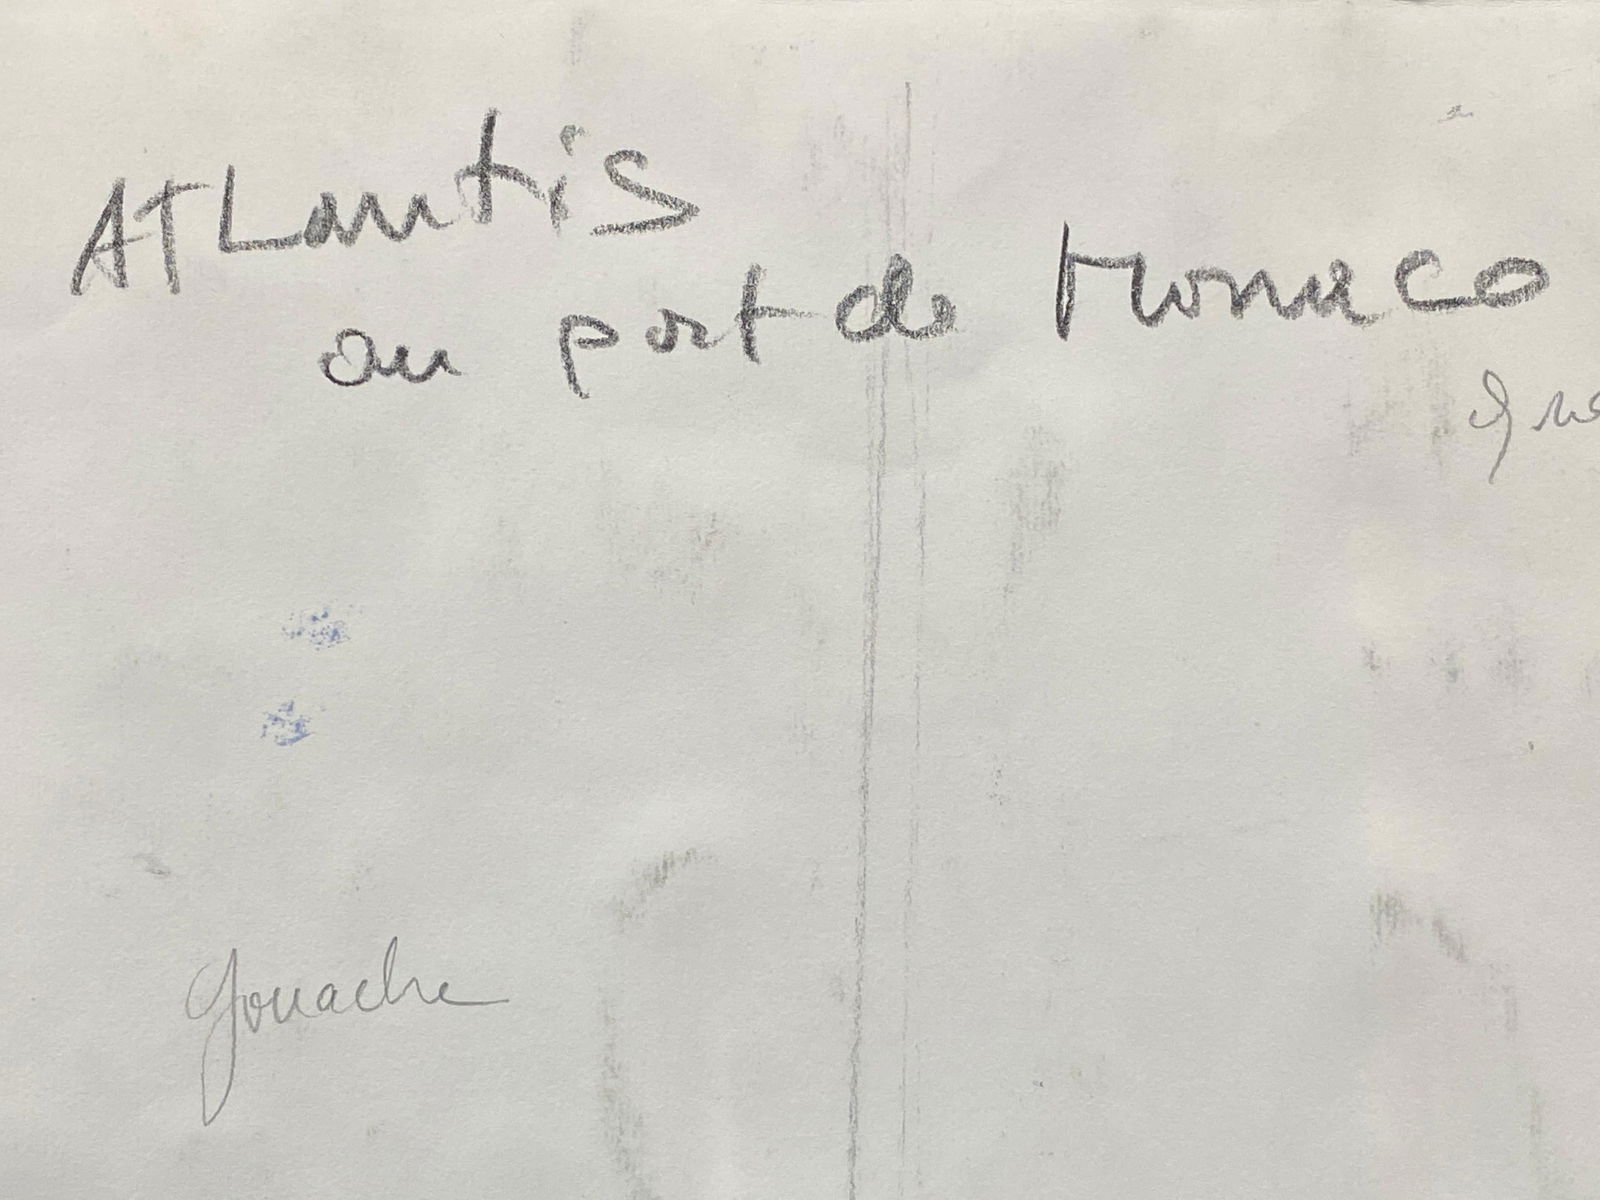 ATLantis
au port de Monaco
Gouache